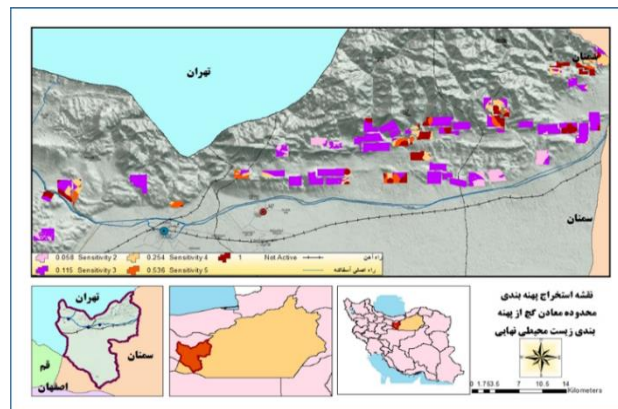 تهران
سمنان
سمنان
0.058 Sensitivity 2
0.254 Sensitivity 4
1 Not Active
راه آهن
0.115 Sensitivity 3
0.536 Sensitivity 5
راه اصلی آسفالته
تهران
سمنان
قم
اصفهان
نقشه استخراج پهنه بندی
محدوده معادن گچ از پهنه
بندی زیست محیطی نهایی
0 1.75 3.5 7 10.5 14
Kilometers